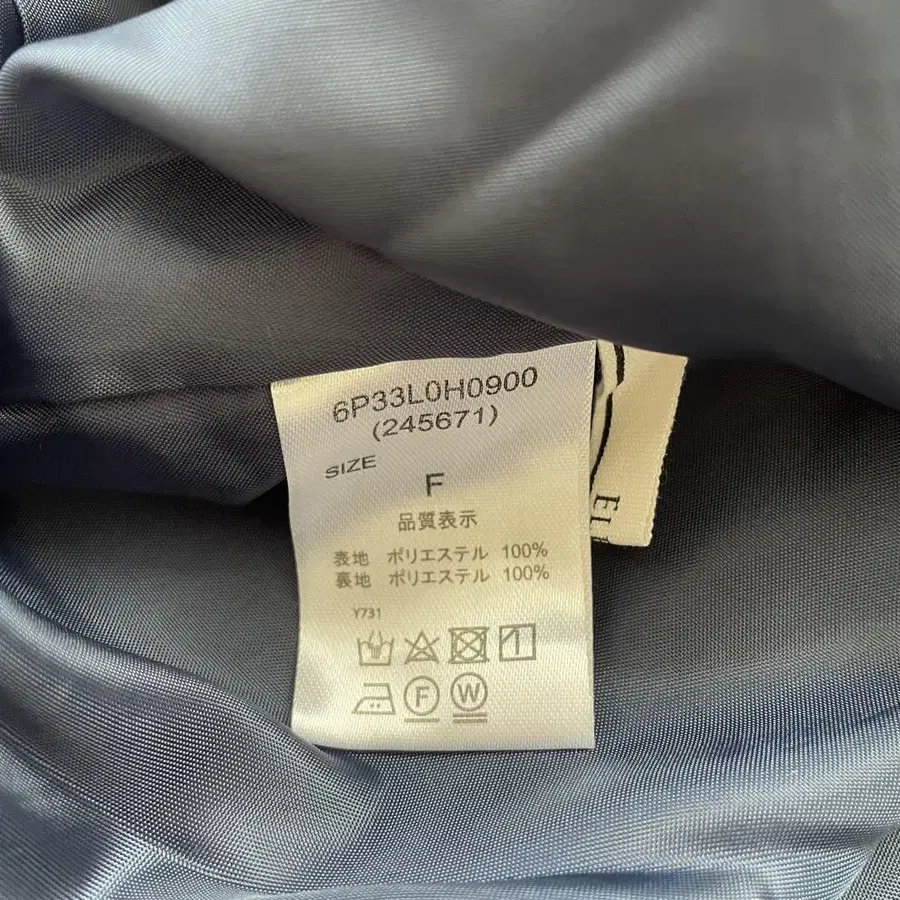 6P33L0H0900
(245671)
SIZE
F
品質表示
表地 ポリエステル 100%
裏地 ポリエステル 100%
Y731
F W